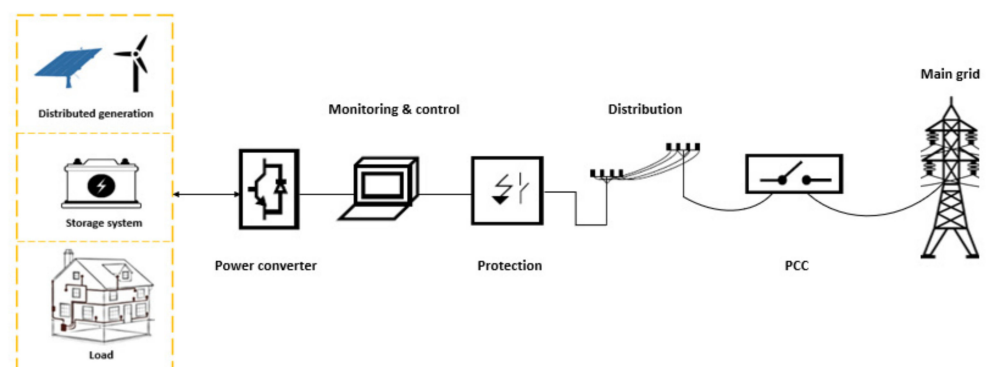 Main grid
Monitoring & control
Distribution
Distributed generation
Storage system
Power converter
Protection
PCC
Load